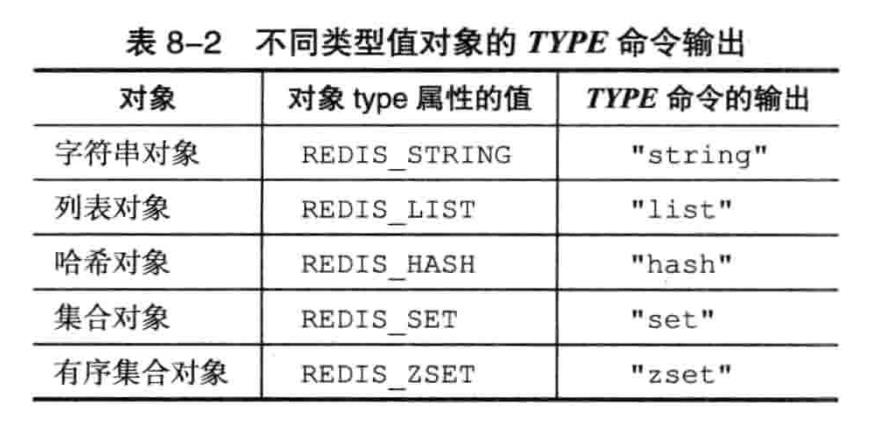 表 8–2 不同类型值对象的 TYPE 命令输出
对象 对象 type 属性的值 TYPE 命令的输出
字符串对象 REDIS_STRING "string"
列表对象 REDIS_LIST "list"
哈希对象 REDIS_HASH "hash"
集合对象 REDIS_SET "set"
有序集合对象 REDIS_ZSET "zset"